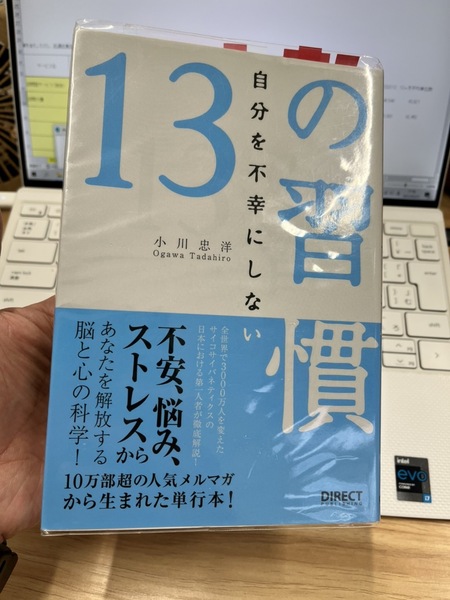 自分を不幸にしない
13
の習慣
小川忠洋
Ogawa Tadahiro
全世界で3000万人を変えた
サイコサイバネティクスの
日本における第一人者が徹底解説!
不安、悩み、
ストレスから
あなたを解放する
脳と心の科学!
10万部超の人気メルマガ
から生まれた単行本!
DIRECT
PUBLISHING
intel
evo
i7